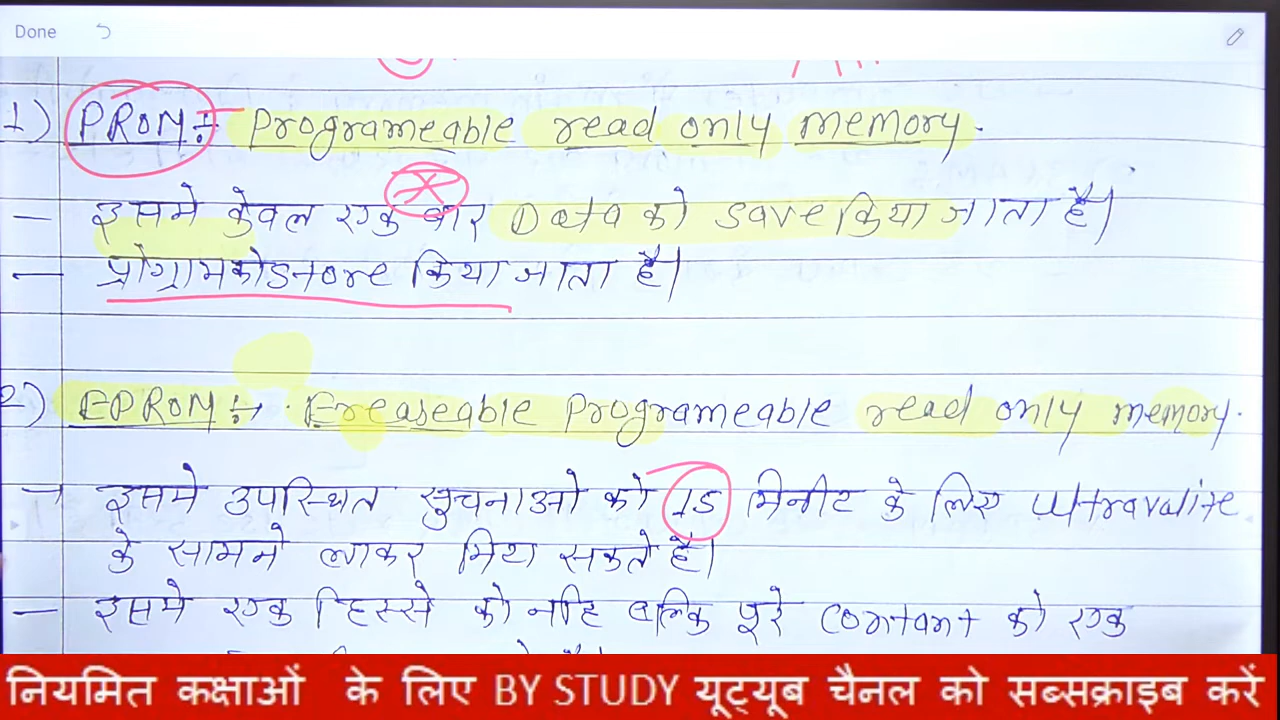 Done
1) PROM :- Programeable read only memory.
- इसमे केवल एक बार Data को save किया जाता है।
- प्रोग्राम को Store किया जाता है।
2) EPROM :→ Ereaseable Programeable read only memory.
→ इसमे उपस्थित सुचनाओ को 15 मिनीट के लिए Ultravalite
के सामने लाकर मिटा सकते है।
- इसमे एक हिस्से को नहि बल्कि पूरे Contant को एक
नियमित कक्षाओं के लिए BY STUDY यूट्यूब चैनल को सब्सक्राइब करें